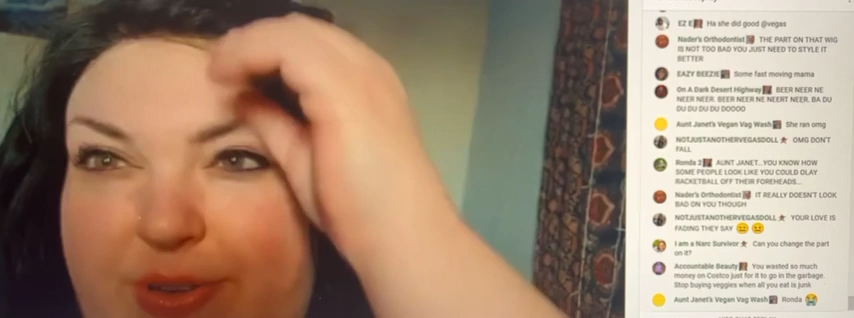 EZ E Ha she did good @vegas
Nader's Orthodontist THE PART ON THAT WIG
IS NOT TOO BAD YOU JUST NEED TO STYLE IT
BETTER
EAZY BEEZIE Some fast moving mama
On A Dark Desert Highway BEER NEER NE
NEER NEER. BEER NEER NE NEERT NEER. BA DU
DU DU DU DU DOOOO
Aunt Janet's Vegan Vag Wash She ran omg
NOTJUSTANOTHERVEGASDOLL OMG DON'T
FALL
Ronda 2 AUNT JANET...YOU KNOW HOW
SOME PEOPLE LOOK LIKE YOU COULD OLAY
RACKETBALL OFF THEIR FOREHEADS...
Nader's Orthodontist IT REALLY DOESN'T LOOK
BAD ON YOU THOUGH
NOTJUSTANOTHERVEGASDOLL YOUR LOVE IS
FADING THEY SAY
I am a Narc Survivor Can you change the part
on it?
Accountable Beauty You wasted so much
money on Costco just for it to go in the garbage.
Stop buying veggies when all you eat is junk
Aunt Janet's Vegan Vag Wash Ronda